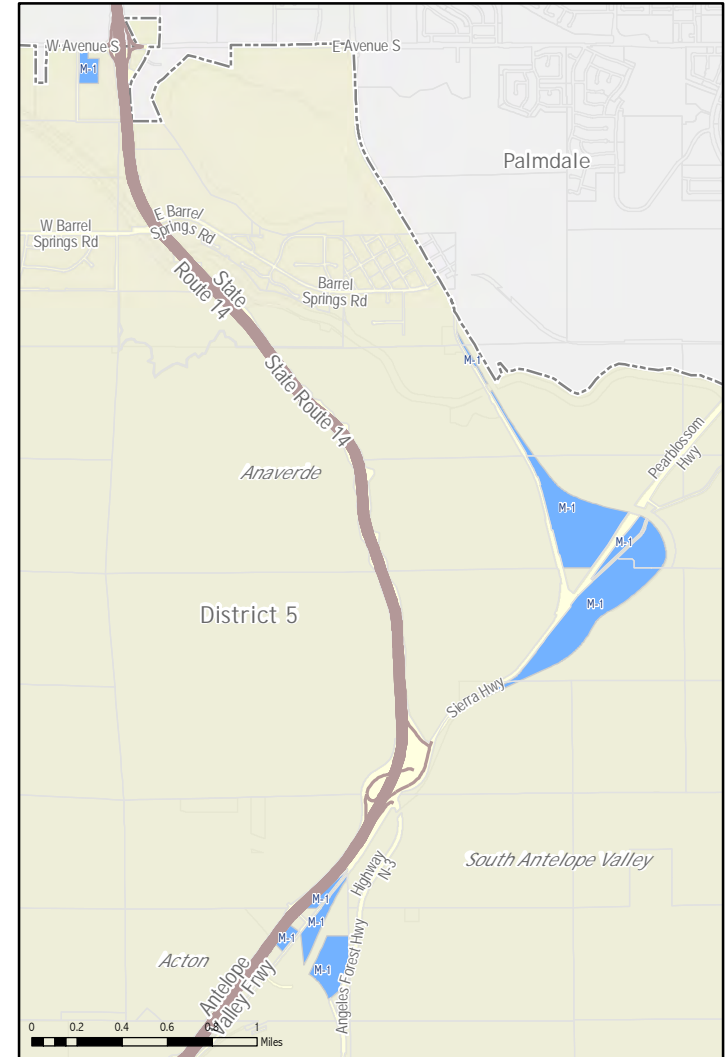 W Avenue S
E Avenue S
M-1
Palmdale
E Barrel
Springs Rd
W Barrel
Springs Rd
State
Route 14
Barrel
Springs Rd
M-1
State Route 14
Pearblossom
Hwy
Anaverde
M-1
M-1
M-1
District 5
Sierra Hwy
South Antelope Valley
Highway
N-3
M-1
M-1
M-1
M-1
Acton
Antelope
Valley Frwy
Angeles Forest Hwy
0 0.2 0.4 0.6 0.8 1
Miles